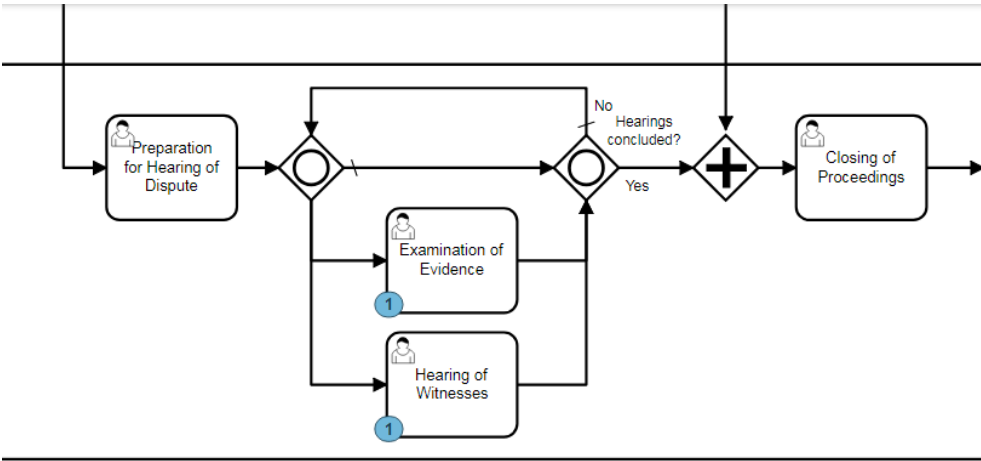 Preparation
for Hearing of
Dispute
No
Hearings
concluded?
Yes
Closing of
Proceedings
Examination of
Evidence
1
Hearing of
Witnesses
1